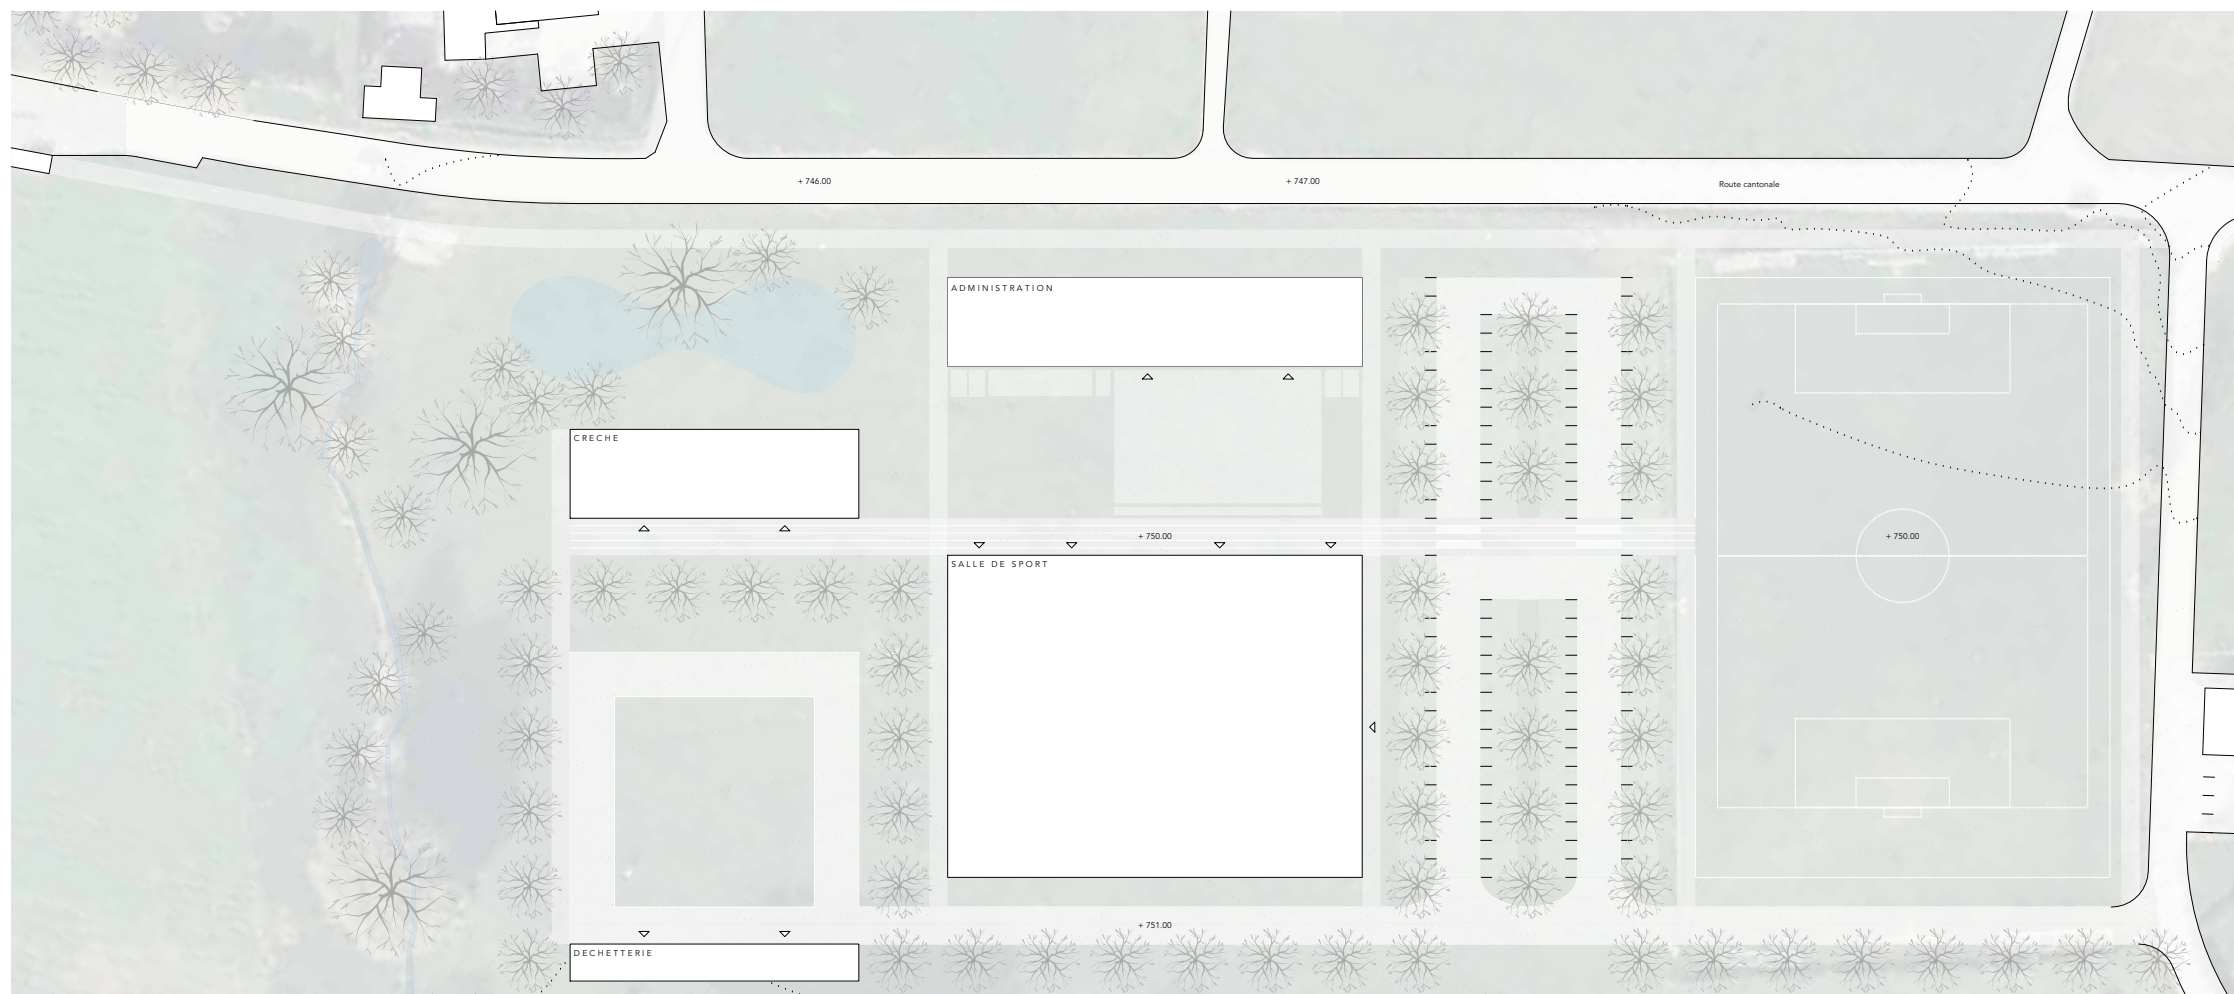 + 746.00
+ 747.00
Route cantonale
ADMINISTRATION
CRECHE
+ 750.00
+ 750.00
SALLE DE SPORT
+ 751.00
DECHETTERIE